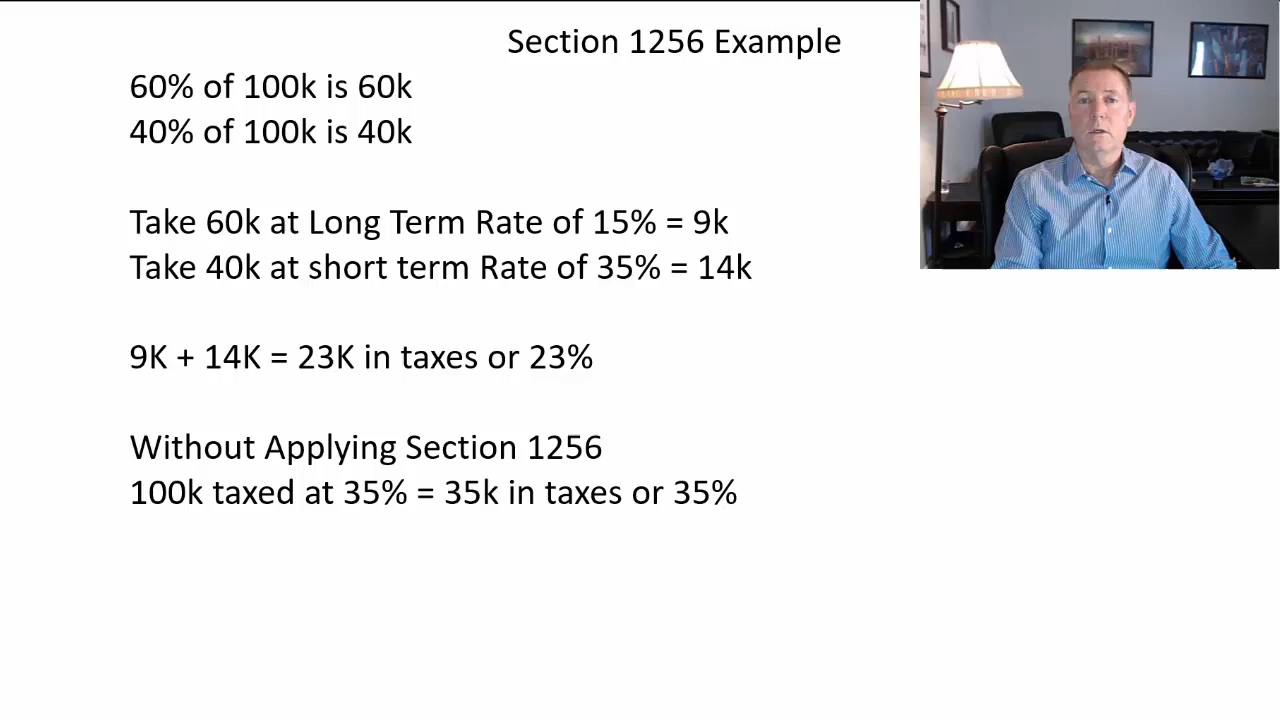 Section 1256 Example
60% of 100k is 60k
40% of 100k is 40k
Take 60k at Long Term Rate of 15% = 9k
Take 40k at short term Rate of 35% = 14k
9K + 14K = 23K in taxes or 23%
Without Applying Section 1256
100k taxed at 35% = 35k in taxes or 35%